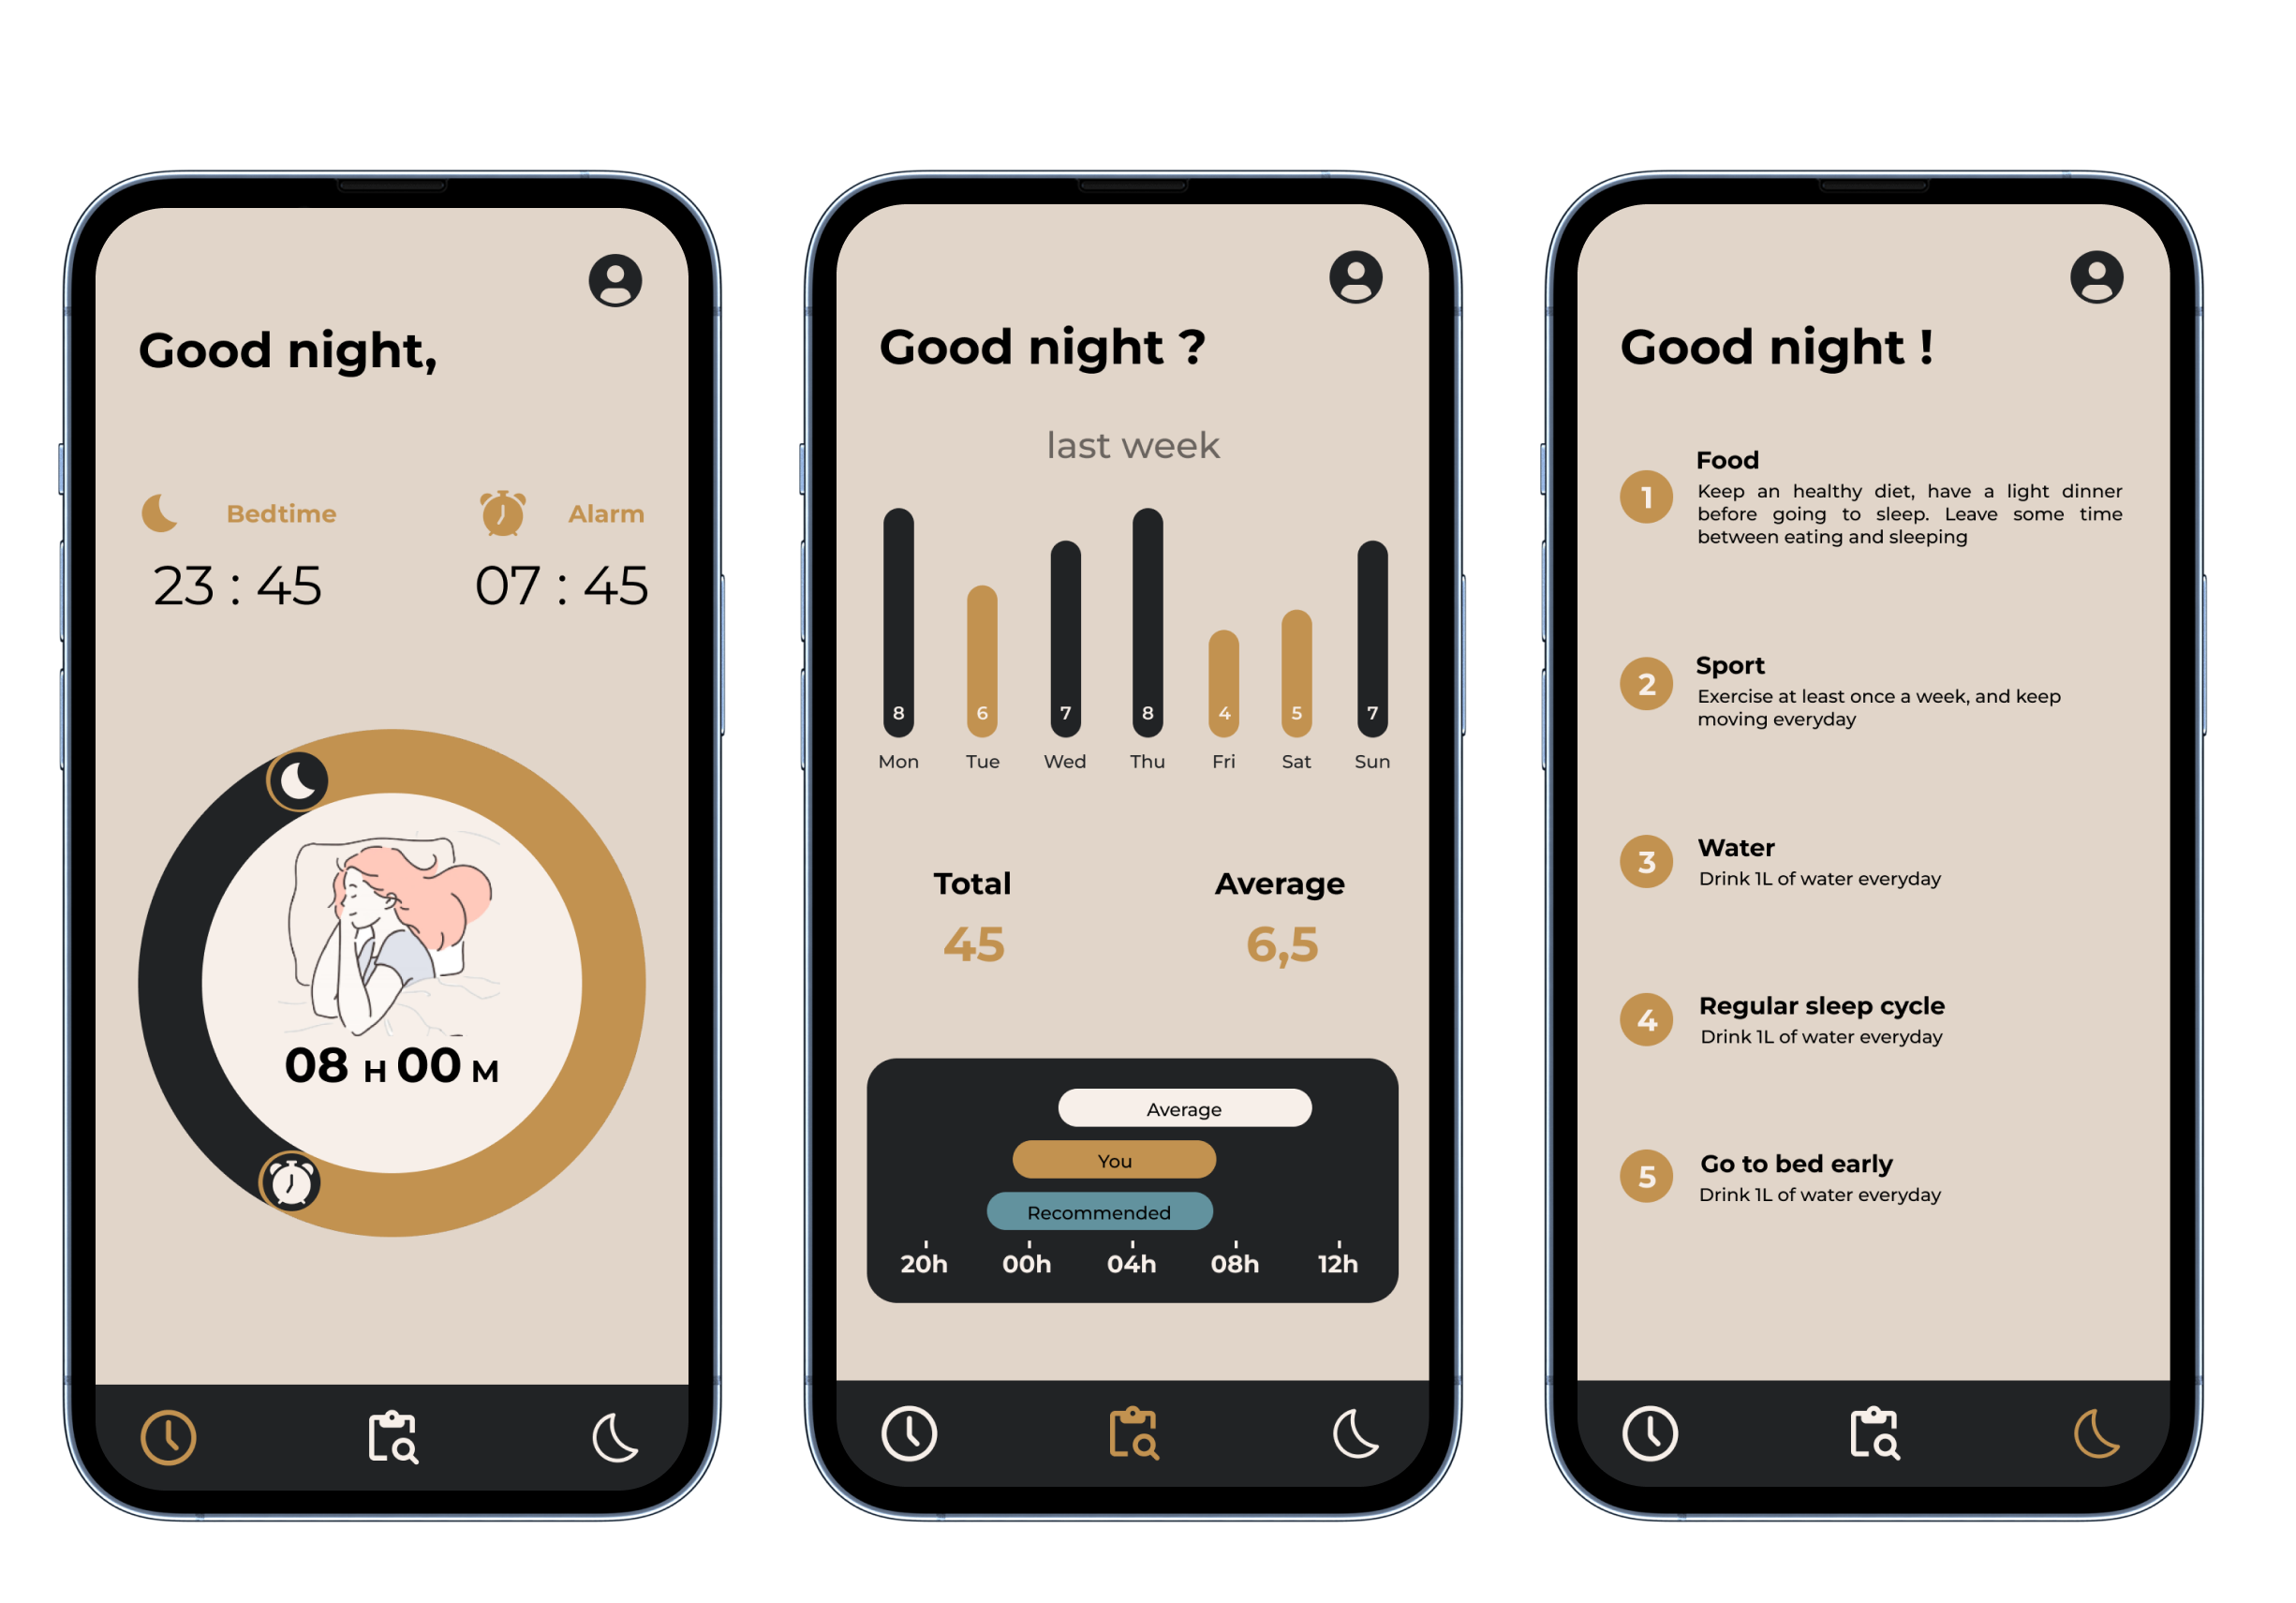 Good night,
Bedtime
Alarm
23 : 45
07 : 45
08 H 00 M
Good night ?
last week
8 6 7 8 4 5 7
Mon Tue Wed Thu Fri Sat Sun
Total
Average
45
6,5
Average
You
Recommended
20h 00h 04h 08h 12h
Good night !
1
Food
Keep an healthy diet, have a light dinner
before going to sleep. Leave some time
between eating and sleeping
2
Sport
Exercise at least once a week, and keep
moving everyday
3
Water
Drink 1L of water everyday
4
Regular sleep cycle
Drink 1L of water everyday
5
Go to bed early
Drink 1L of water everyday